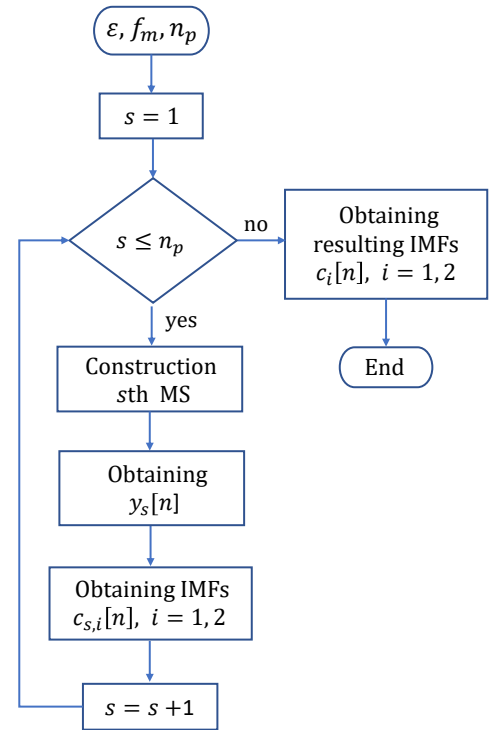 ε, f_m, n_p
s = 1
s ≤ n_p
no
yes
Obtaining
resulting IMFs
c_i[n], i = 1, 2
End
Construction
sth MS
Obtaining
y_s[n]
Obtaining IMFs
c_{s,i}[n], i = 1, 2
s = s +1